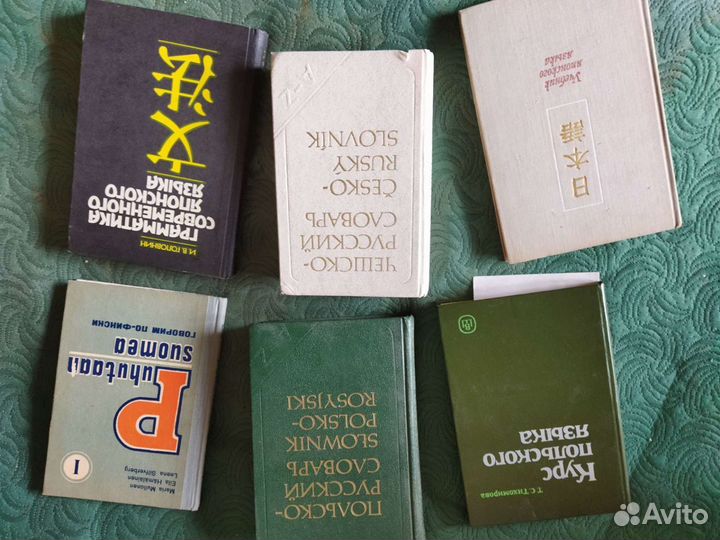 И.В. ГОЛОВНИН
ГРАММАТИКА
СОВРЕМЕННОГО
ЯПОНСКОГО
ЯЗЫКА
文法
ЧЕШСКО-
РУССКИЙ
СЛОВАРЬ
ČESKO-
RUSKÝ
SLOVNÍK
日本語
Учебник
японского
языка
Maria Mullonen
Eila Hämäläinen
Leena Silfverberg
I
Puhutaan
suomea
ГОВОРИМ ПО-ФИНСКИ
ПОЛЬСКО-
РУССКИЙ
СЛОВАРЬ
SŁOWNIK
POLSKO-
ROSYJSKI
Т.С.Тихомирова
Курс
польского
языка
Avito